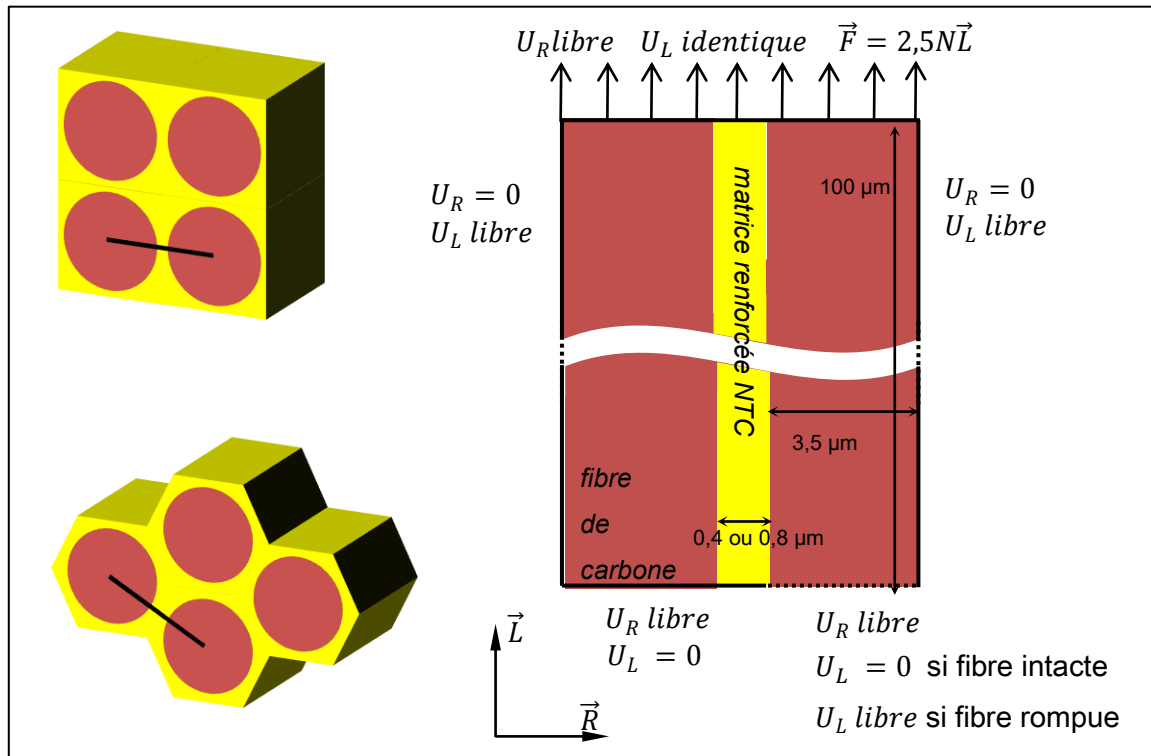 U_R libre U_L identique F⃗ = 2,5N L⃗
U_R = 0
U_L libre
matrice renforcée NTC
100 µm
U_R = 0
U_L libre
3,5 µm
fibre
de
carbone
0,4 ou 0,8 µm
U_R libre
U_L = 0
U_R libre
U_L = 0 si fibre intacte
U_L libre si fibre rompue
L⃗
R⃗